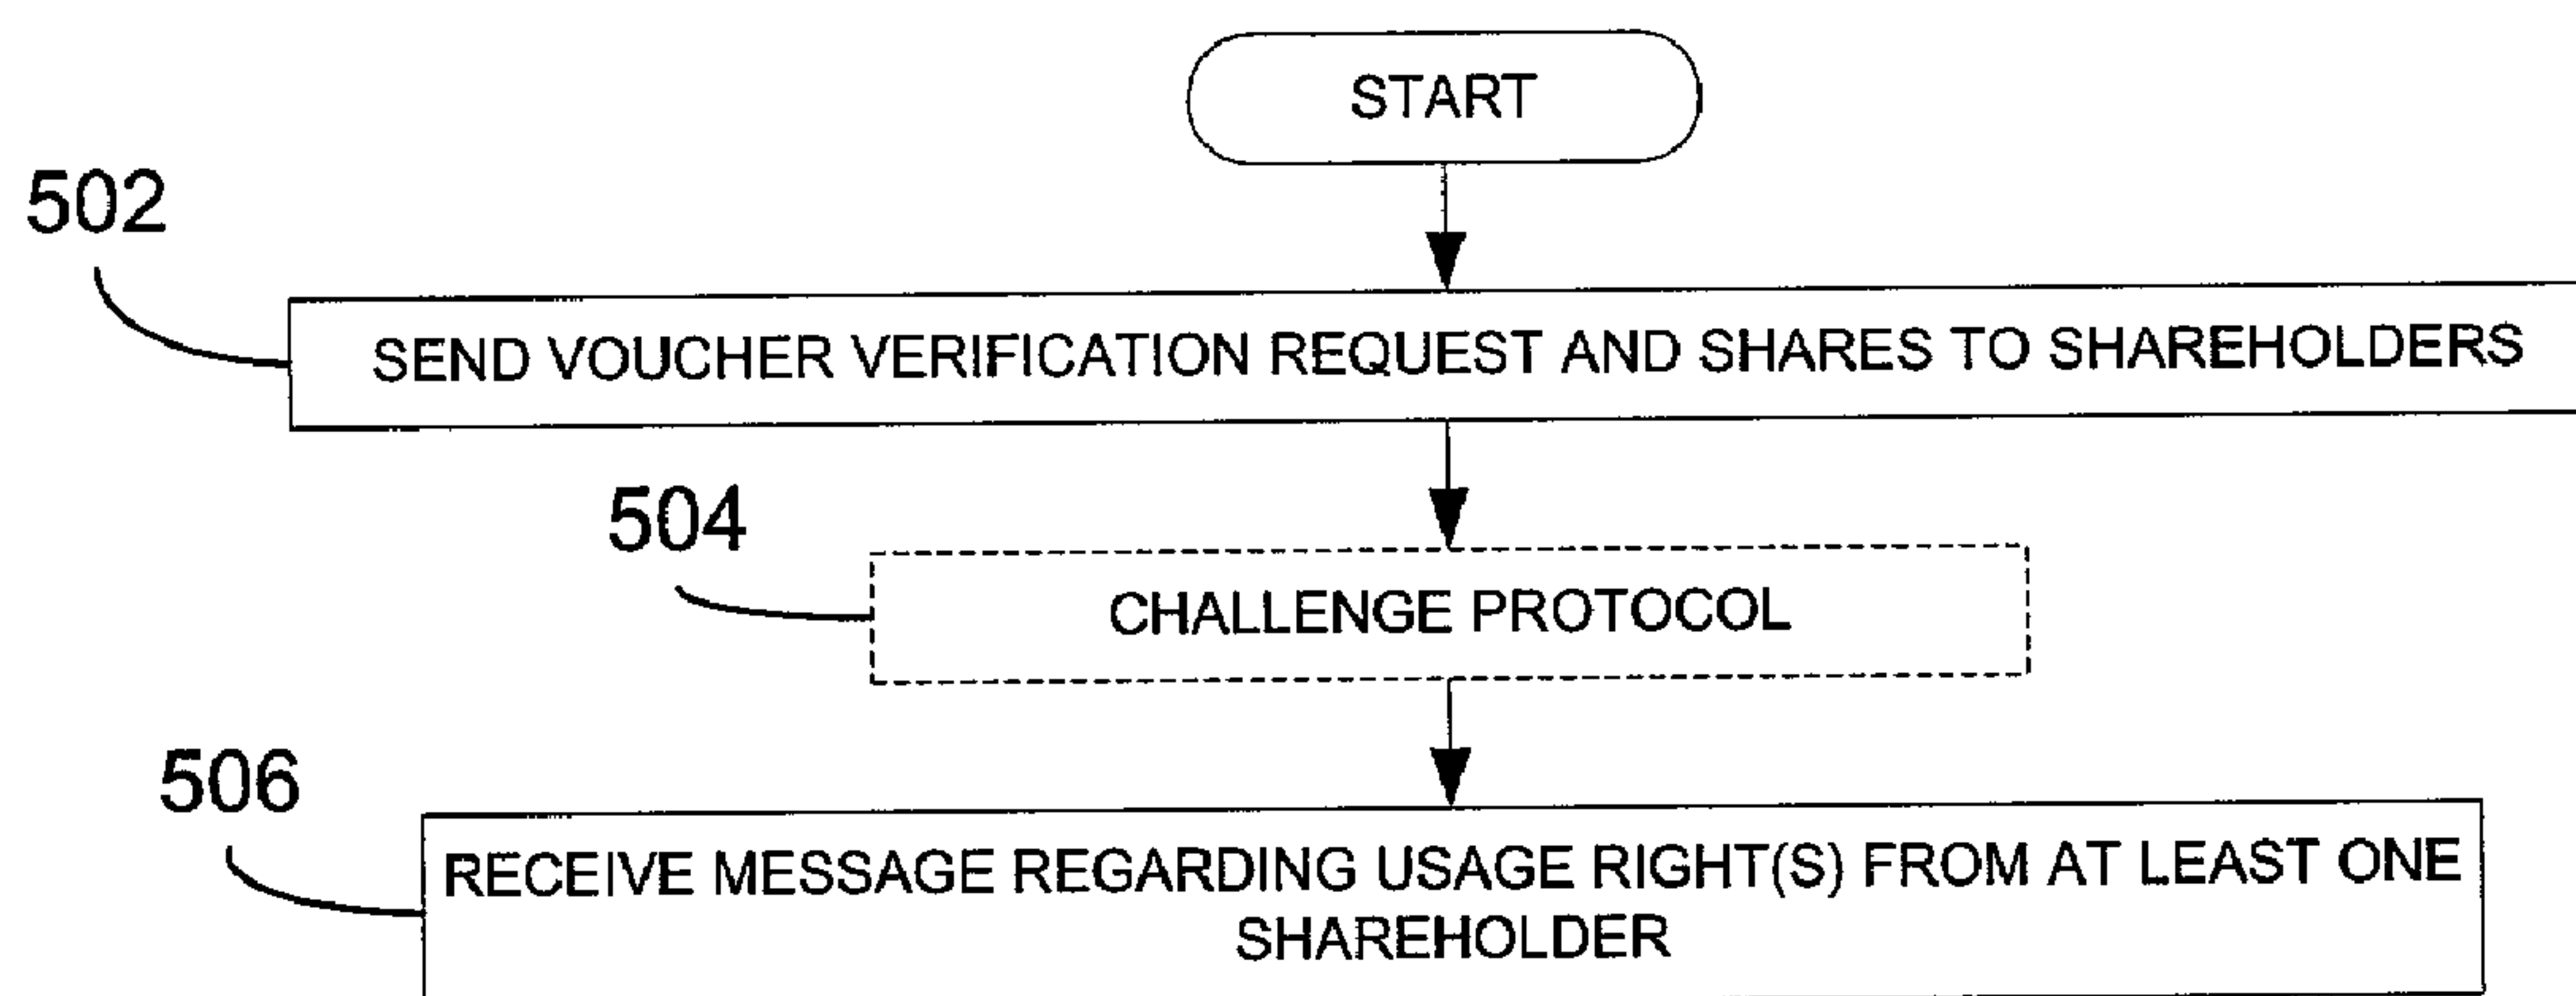 START
502
SEND VOUCHER VERIFICATION REQUEST AND SHARES TO SHAREHOLDERS
504
CHALLENGE PROTOCOL
506
RECEIVE MESSAGE REGARDING USAGE RIGHT(S) FROM AT LEAST ONE
SHAREHOLDER